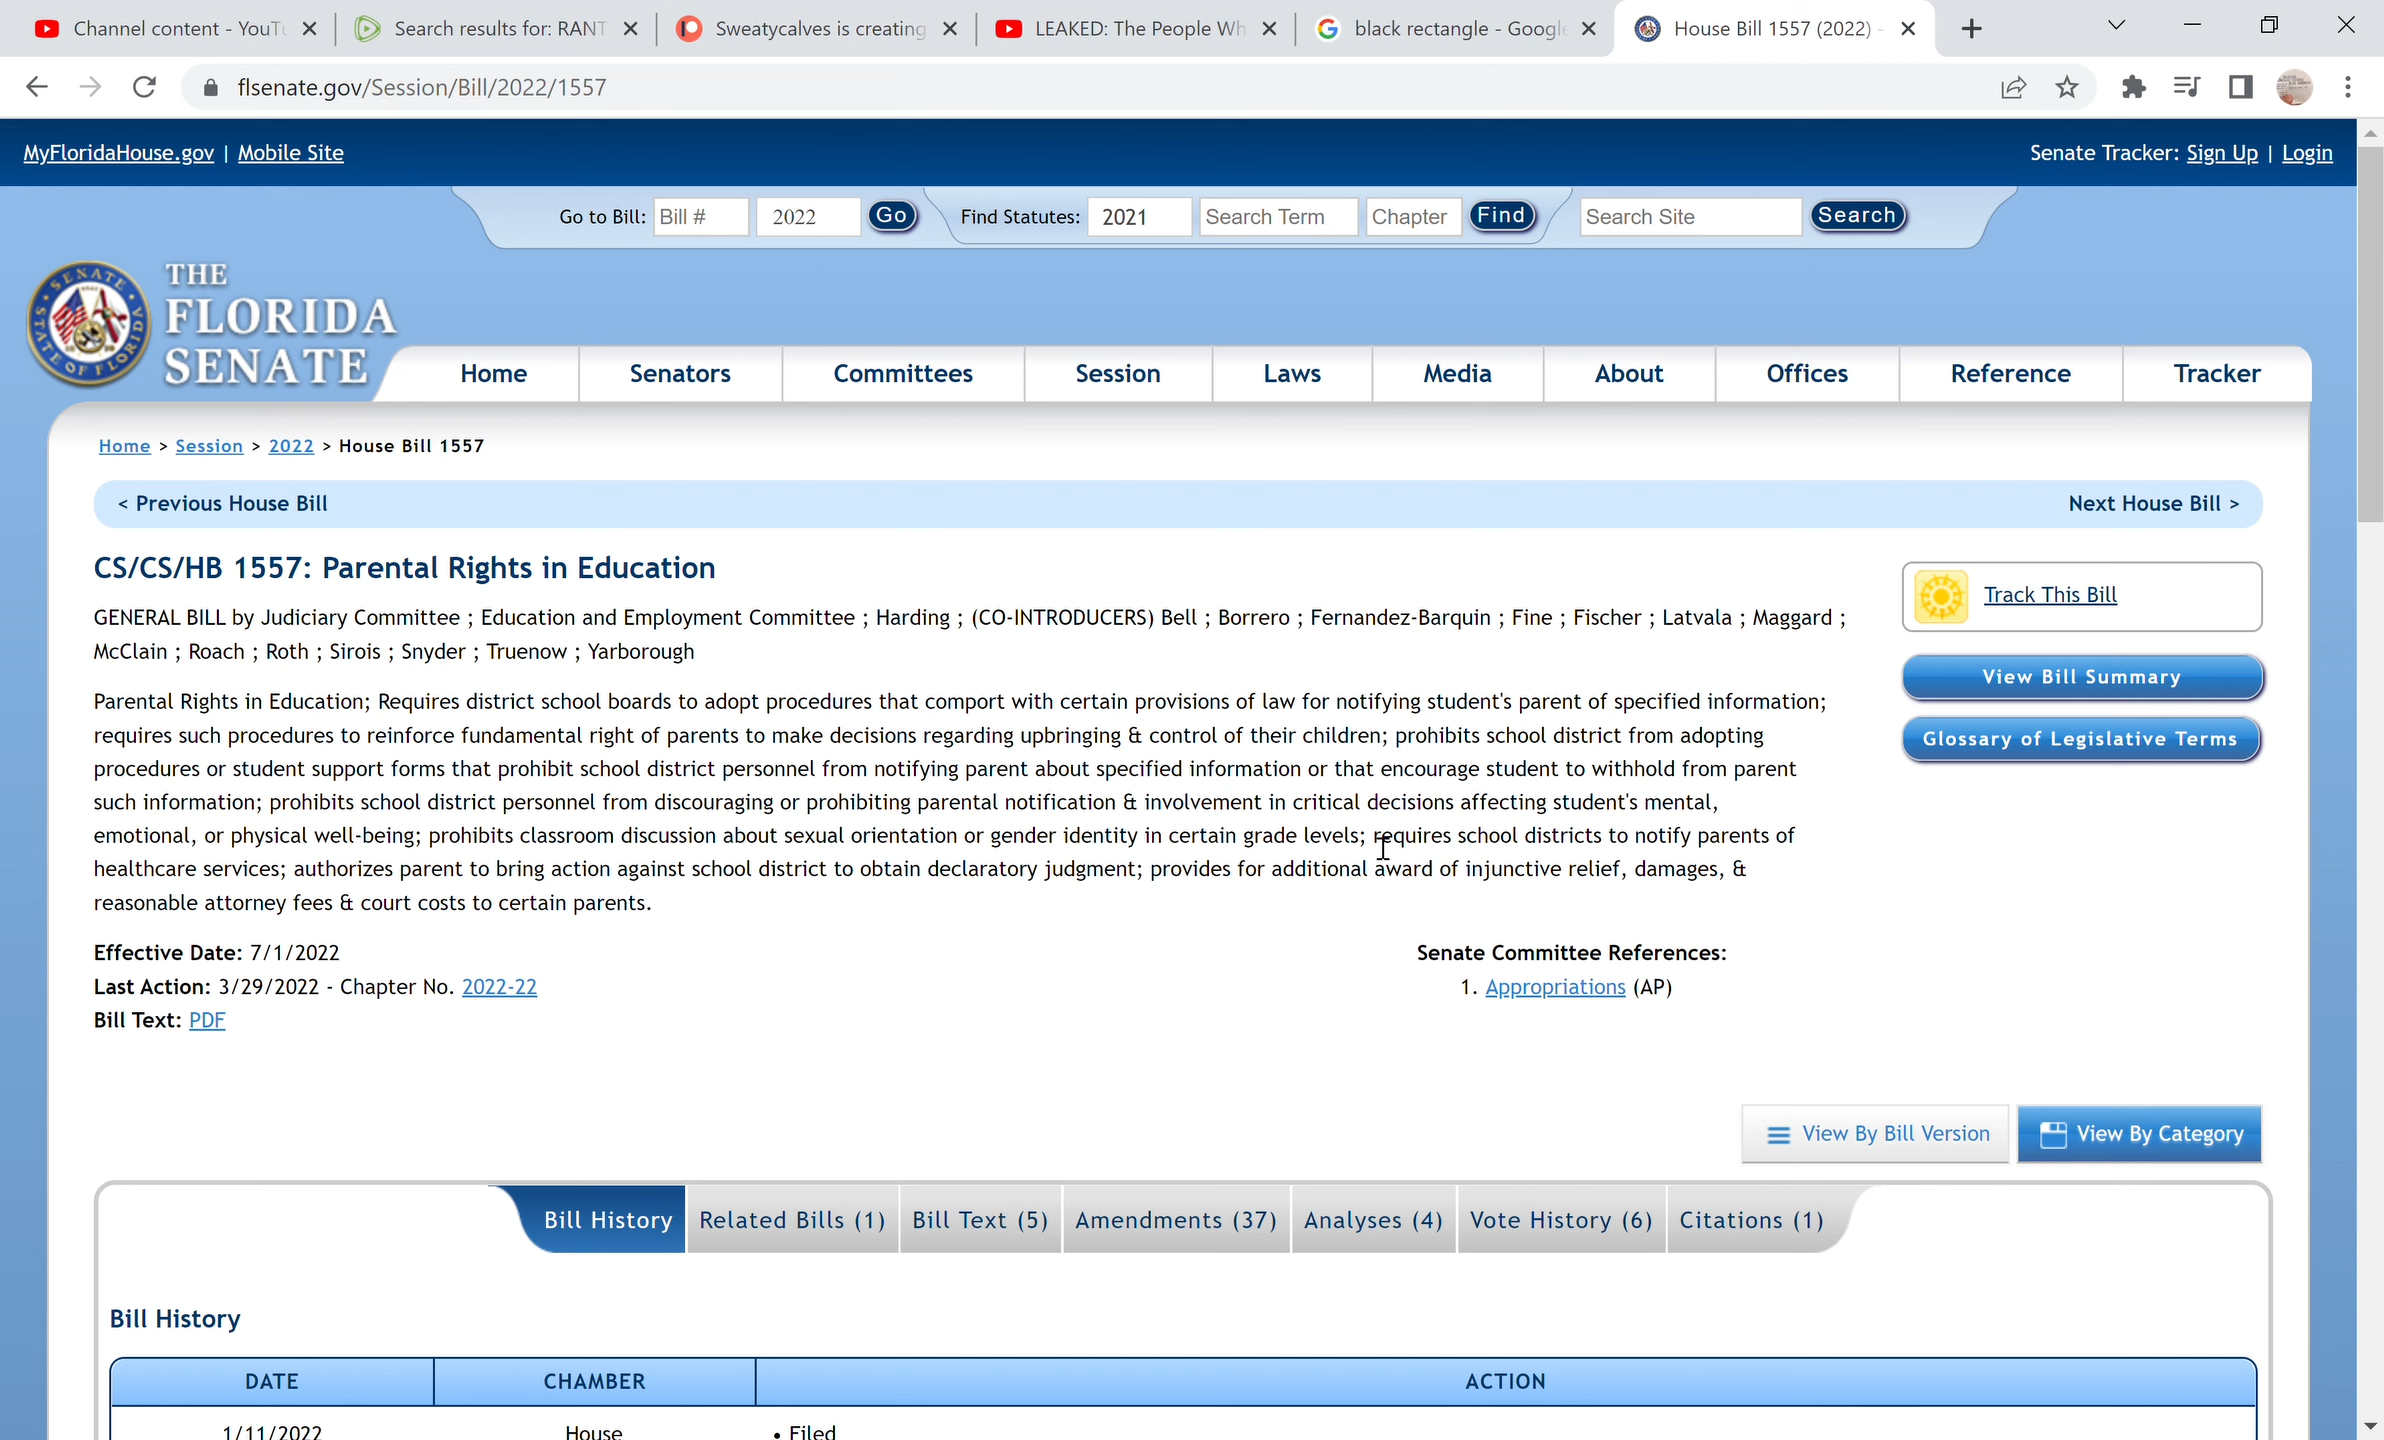 Channel content - YouTu
Search results for: RANT
Sweatycalves is creating
LEAKED: The People Wh
black rectangle - Google
House Bill 1557 (2022) -
flsenate.gov/Session/Bill/2022/1557
MyFloridaHouse.gov | Mobile Site
Senate Tracker: Sign Up | Login
Go to Bill: Bill # 2022 Go
Find Statutes: 2021 Search Term Chapter Find
Search Site Search
SENATE
STATE OF FLORIDA
THE
FLORIDA
SENATE
Home Senators Committees Session Laws Media About Offices Reference Tracker
Home > Session > 2022 > House Bill 1557
< Previous House Bill
Next House Bill >
CS/CS/HB 1557: Parental Rights in Education
GENERAL BILL by Judiciary Committee ; Education and Employment Committee ; Harding ; (CO-INTRODUCERS) Bell ; Borrero ; Fernandez-Barquin ; Fine ; Fischer ; Latvala ; Maggard ;
McClain ; Roach ; Roth ; Sirois ; Snyder ; Truenow ; Yarborough
Parental Rights in Education; Requires district school boards to adopt procedures that comport with certain provisions of law for notifying student's parent of specified information;
requires such procedures to reinforce fundamental right of parents to make decisions regarding upbringing & control of their children; prohibits school district from adopting
procedures or student support forms that prohibit school district personnel from notifying parent about specified information or that encourage student to withhold from parent
such information; prohibits school district personnel from discouraging or prohibiting parental notification & involvement in critical decisions affecting student's mental,
emotional, or physical well-being; prohibits classroom discussion about sexual orientation or gender identity in certain grade levels; requires school districts to notify parents of
healthcare services; authorizes parent to bring action against school district to obtain declaratory judgment; provides for additional award of injunctive relief, damages, &
reasonable attorney fees & court costs to certain parents.
Track This Bill
View Bill Summary
Glossary of Legislative Terms
Effective Date: 7/1/2022
Last Action: 3/29/2022 - Chapter No. 2022-22
Bill Text: PDF
Senate Committee References:
1. Appropriations (AP)
View By Bill Version
View By Category
Bill History Related Bills (1) Bill Text (5) Amendments (37) Analyses (4) Vote History (6) Citations (1)
Bill History
DATE CHAMBER ACTION
1/11/2022 House • Filed